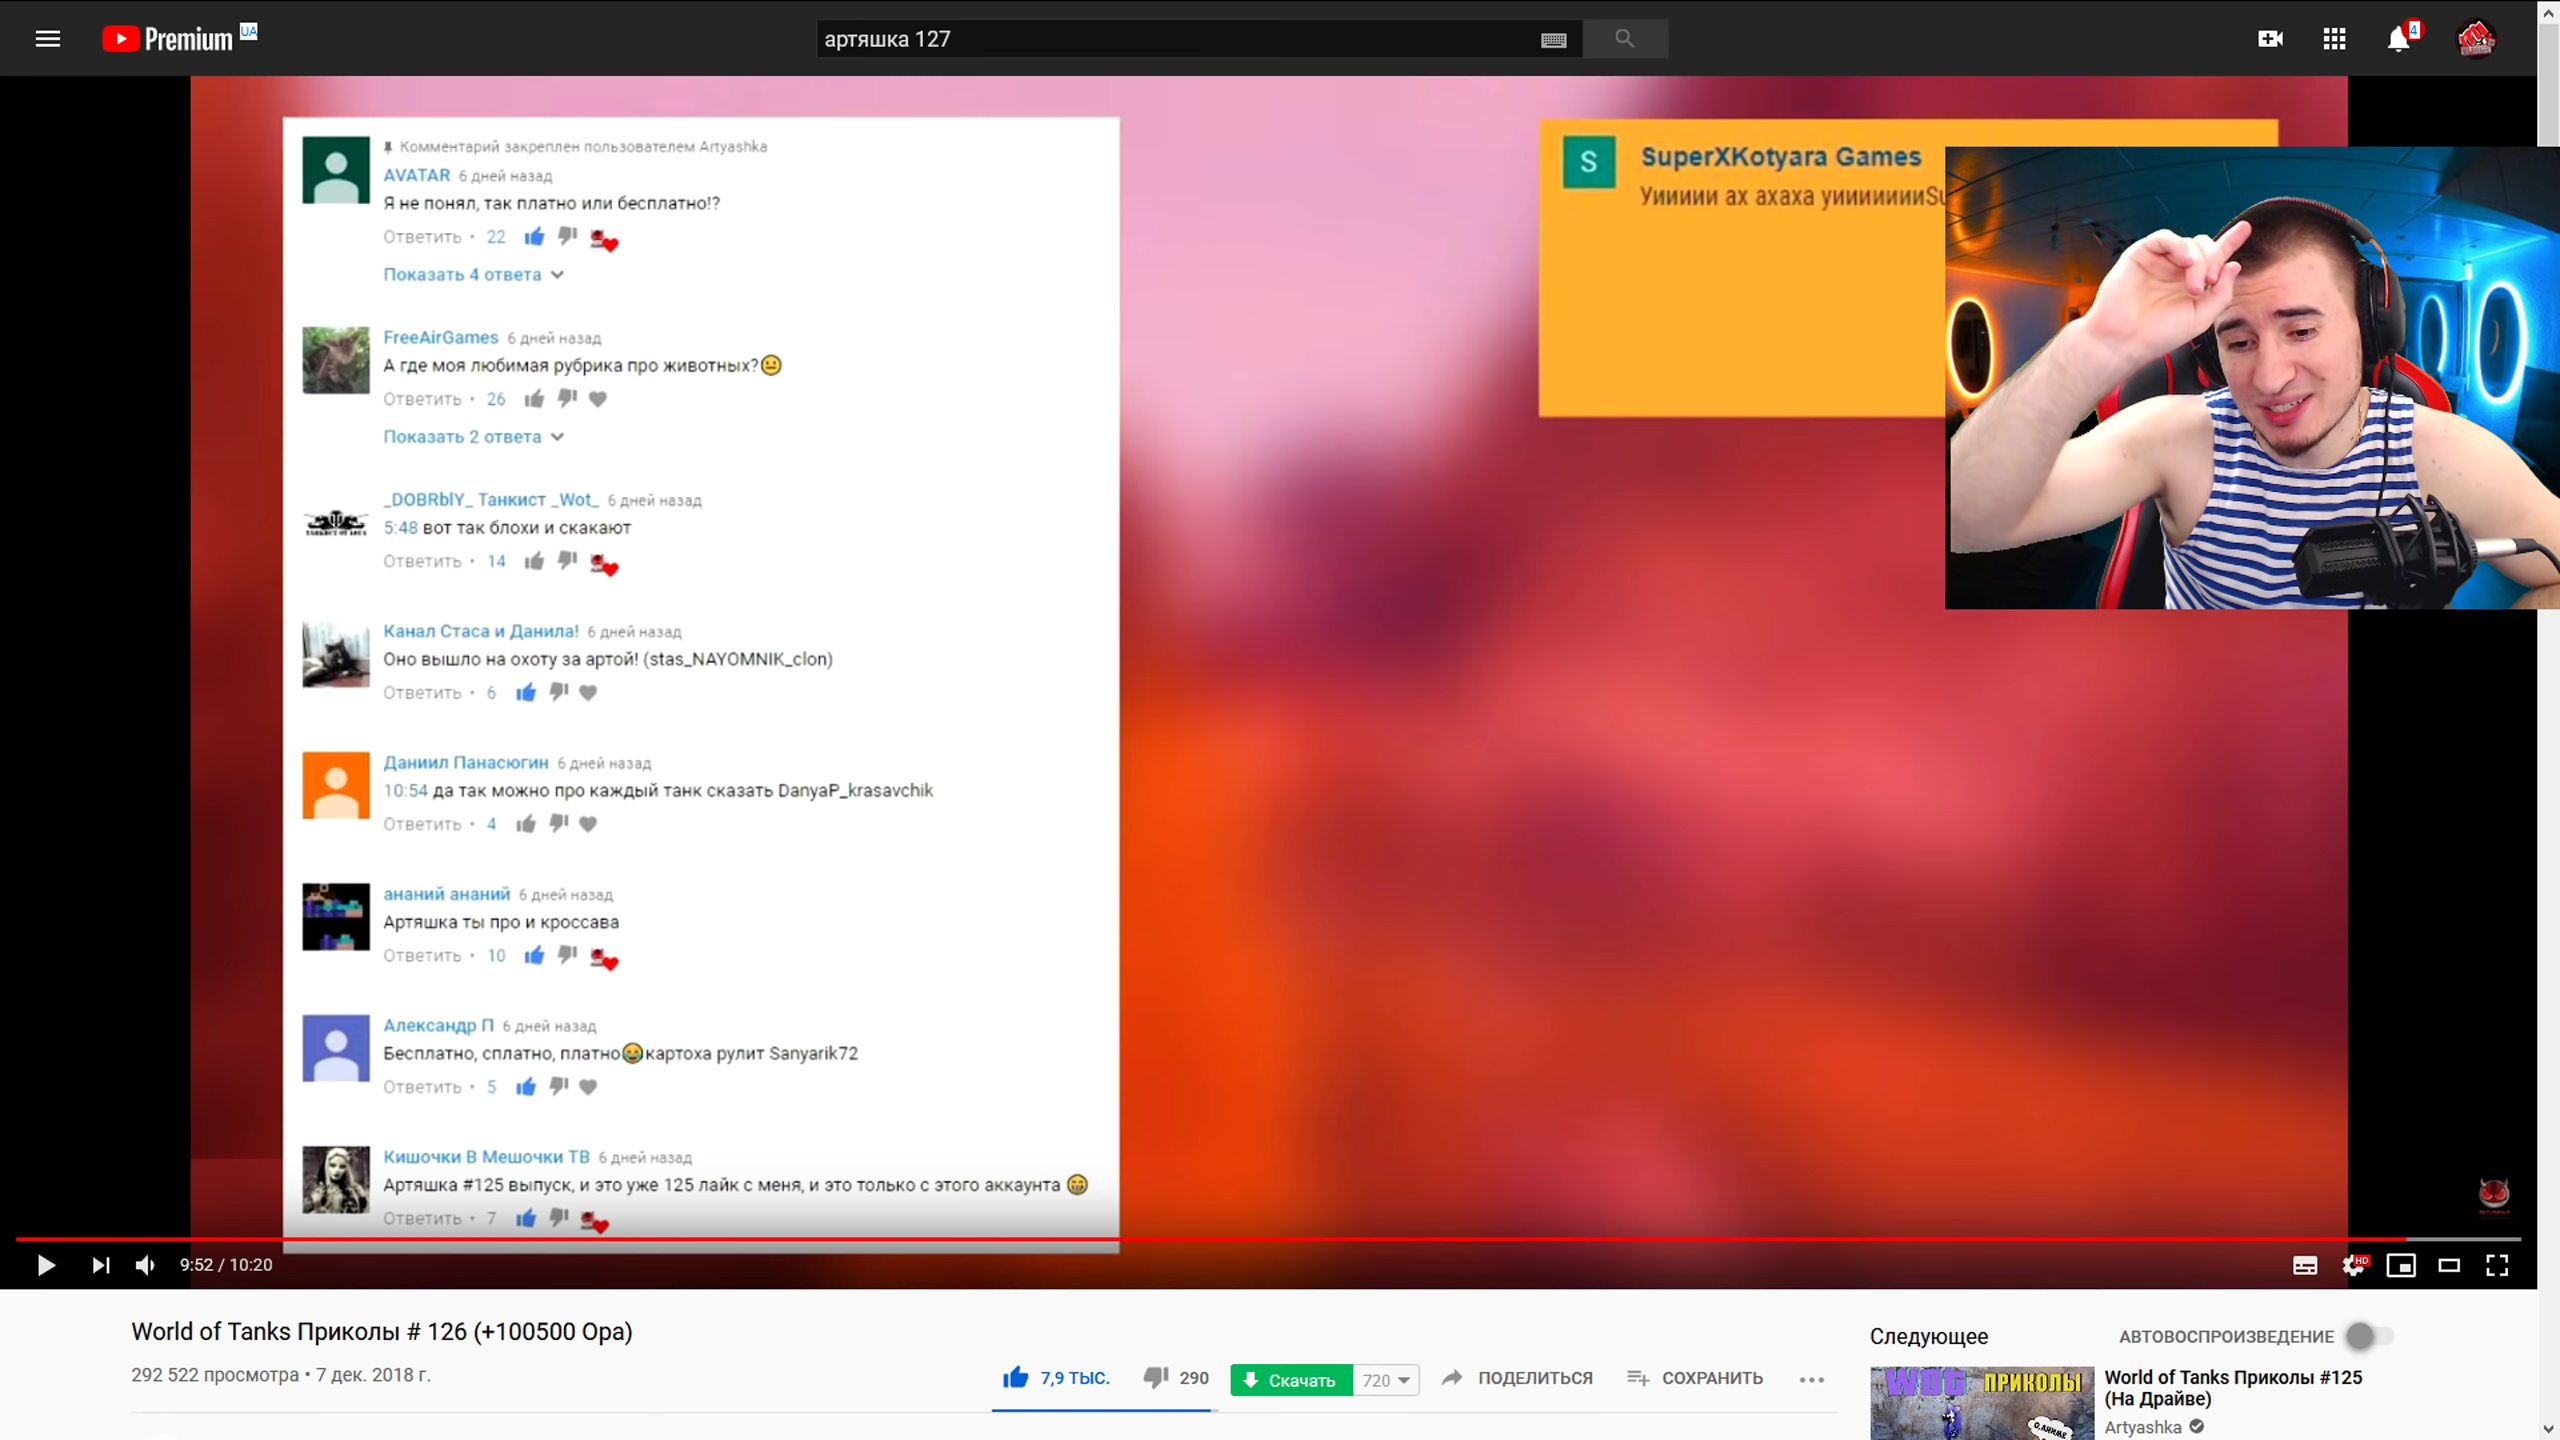 Premium UA
артяшка 127
4
Комментарий закреплен пользователем Artyashka
AVATAR 6 дней назад
Я не понял, так платно или бесплатно!?
Ответить • 22
Показать 4 ответа
FreeAirGames 6 дней назад
А где моя любимая рубрика про животных?😐
Ответить • 26
Показать 2 ответа
_DOBRblY_ Танкист _Wot_ 6 дней назад
5:48 вот так блохи и скакают
Ответить • 14
Канал Стаса и Данила! 6 дней назад
Оно вышло на охоту за артой! (stas_NAYOMNIK_clon)
Ответить • 6
Даниил Панасюгин 6 дней назад
10:54 да так можно про каждый танк сказать DanyaP_krasavchik
Ответить • 4
ананий ананий 6 дней назад
Артяшка ты про и кроссава
Ответить • 10
Александр П 6 дней назад
Бесплатно, сплатно, платно😂картоха рулит Sanyarik72
Ответить • 5
Кишочки В Мешочки ТВ 6 дней назад
Артяшка #125 выпуск, и это уже 125 лайк с меня, и это только с этого аккаунта 😁
Ответить • 7
S
SuperXKotyara Games
Уиииии ах ахаха уииииииииSu
9:52 / 10:20
HD
World of Tanks Приколы # 126 (+100500 Ора)
292 522 просмотра • 7 дек. 2018 г.
7,9 ТЫС.
290
Скачать
720
ПОДЕЛИТЬСЯ
СОХРАНИТЬ
Следующее
АВТОВОСПРОИЗВЕДЕНИЕ
WOT ПРИКОЛЫ
World of Tanks Приколы #125
(На Драйве)
Artyashka